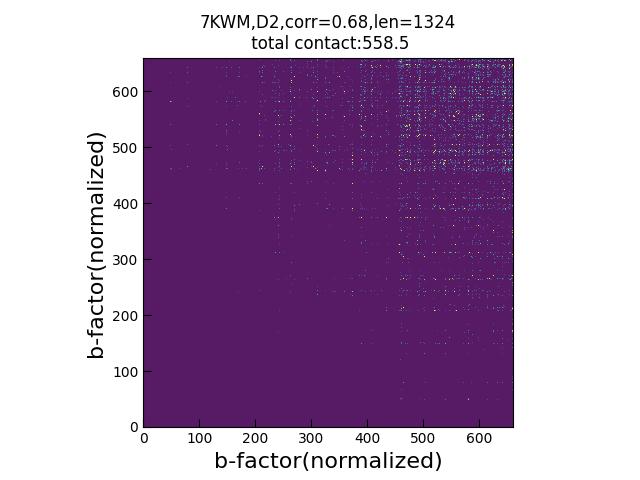 7KWM,D2,corr=0.68,len=1324
total contact:558.5
600
500
400
300
200
100
0
b-factor(normalized)
0 100 200 300 400 500 600
b-factor(normalized)